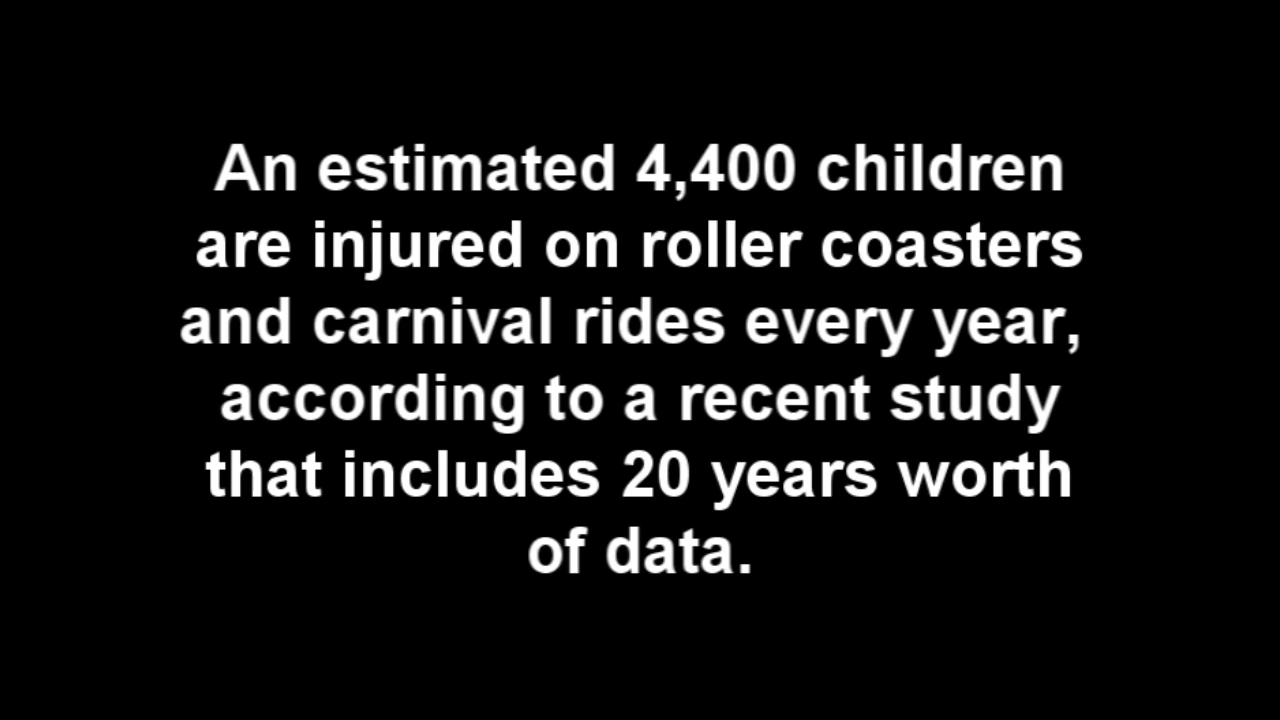 An estimated 4,400 children
are injured on roller coasters
and carnival rides every year,
according to a recent study
that includes 20 years worth
of data.